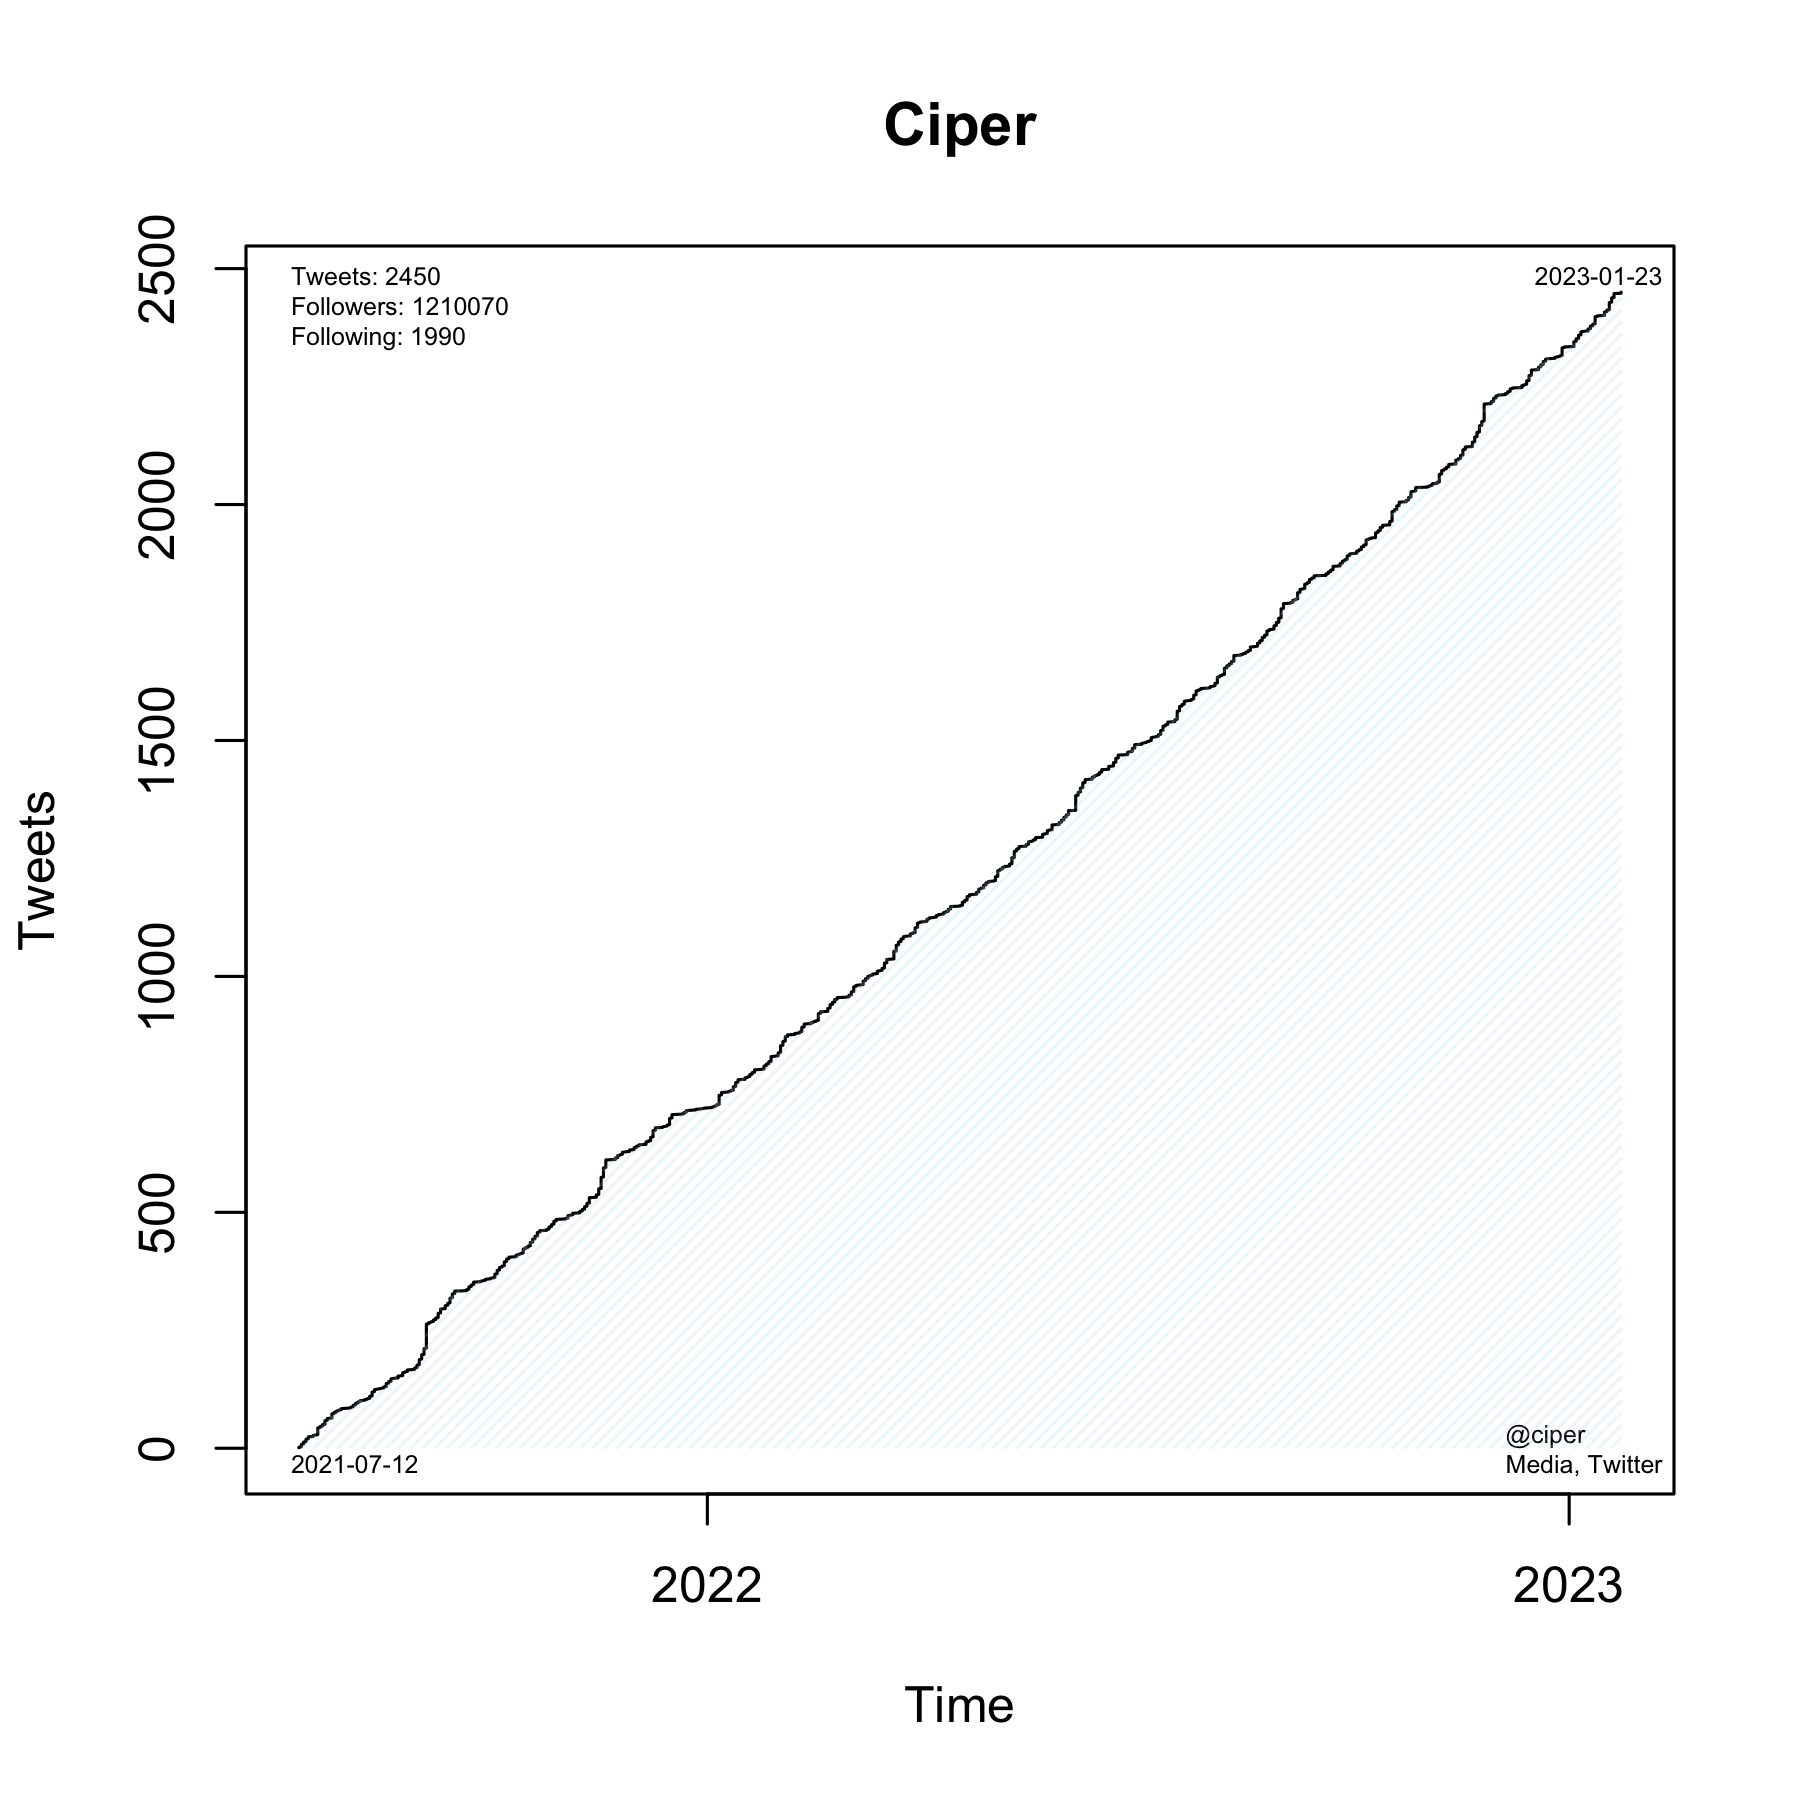 Ciper
Tweets: 2450
Followers: 1210070
Following: 1990
2023-01-23
2500
2000
1500
1000
500
0
Tweets
2021-07-12
@ciper
Media, Twitter
2022
2023
Time